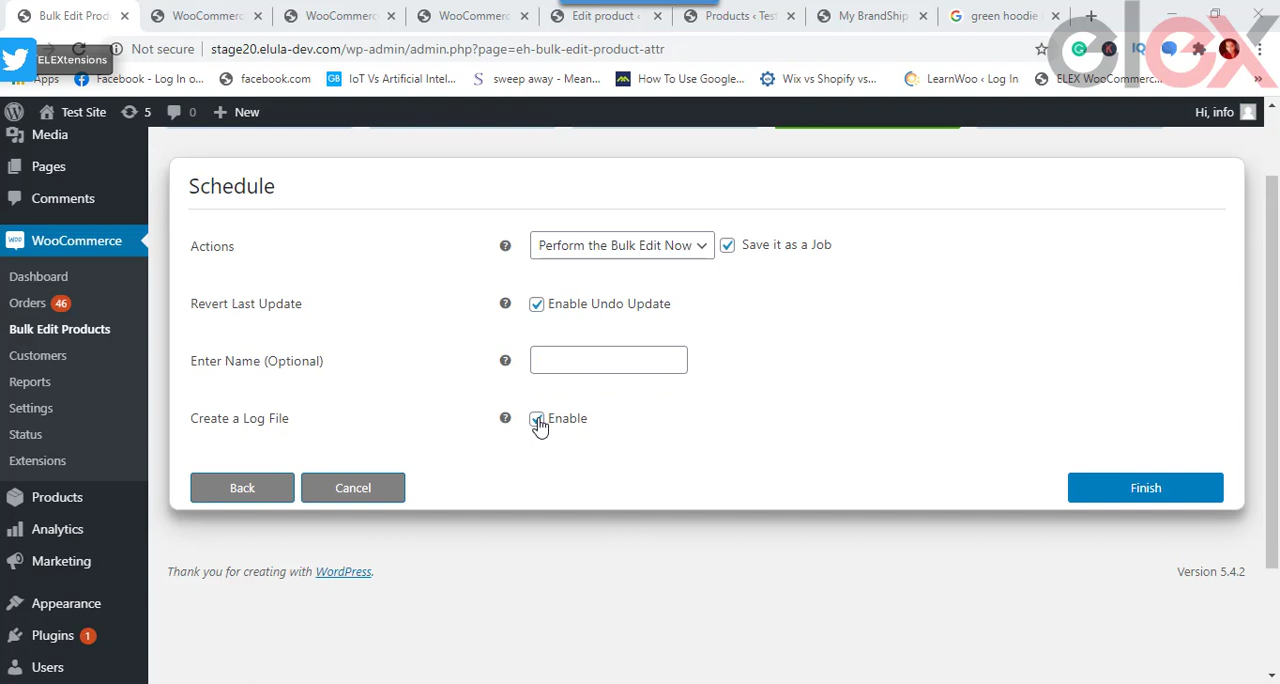 Bulk Edit Produ
WooCommerc
WooCommerc
WooCommerc
Edit product ‹
Products ‹ Test
My BrandShip
green hoodie
elex
Not secure
stage20.elula-dev.com/wp-admin/admin.php?page=eh-bulk-edit-product-attr
ELEXtensions
Apps
Facebook - Log In o...
facebook.com
IoT Vs Artificial Intel...
sweep away - Mean...
How To Use Google...
Wix vs Shopify vs...
LearnWoo ‹ Log In
ELEX WooCommerc...
Test Site
5
0
New
Hi, info
Media
Pages
Comments
WooCommerce
Dashboard
Orders 46
Bulk Edit Products
Customers
Reports
Settings
Status
Extensions
Products
Analytics
Marketing
Appearance
Plugins 1
Users
Schedule
Actions
Perform the Bulk Edit Now
Save it as a Job
Revert Last Update
Enable Undo Update
Enter Name (Optional)
Create a Log File
Enable
Back
Cancel
Finish
Thank you for creating with WordPress.
Version 5.4.2